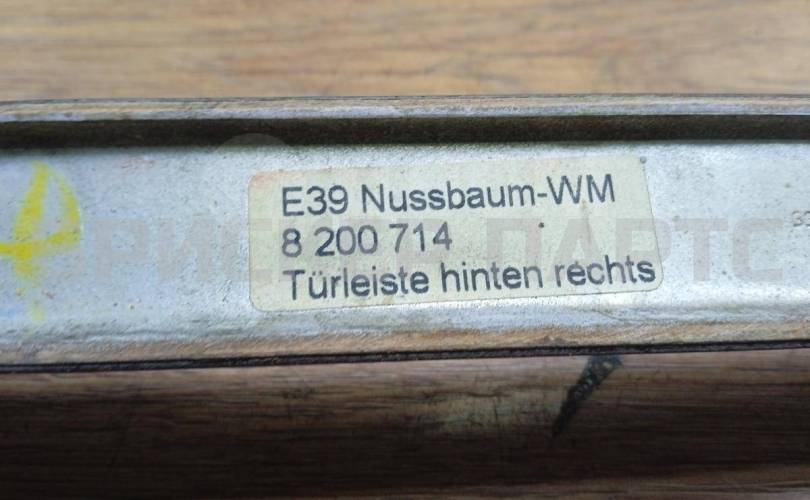 E39 Nussbaum-WM
8 200 714
Türleiste hinten rechts